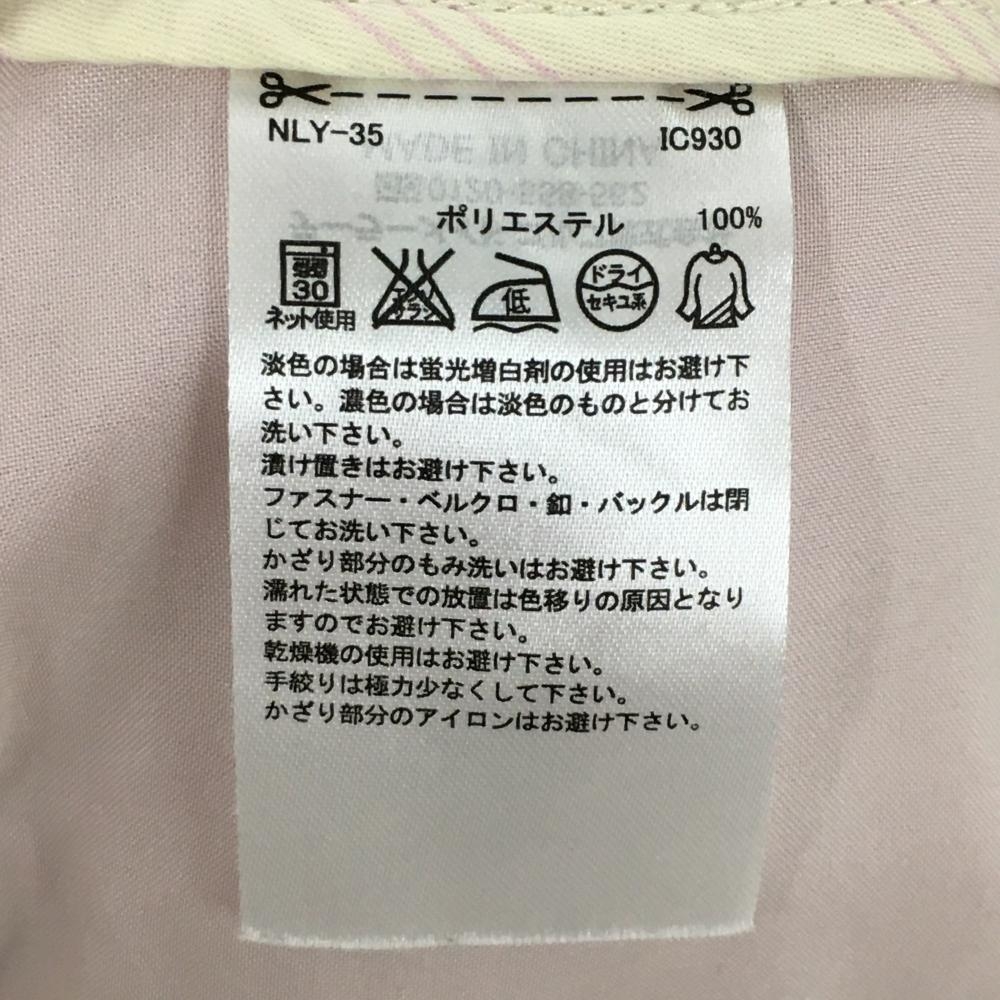 NLY-35 IC930
MADE IN CHINA
ポリエステル 100%
30
ネット使用
低
ドライ
セキユ系
淡色の場合は蛍光増白剤の使用はお避け下
さい。濃色の場合は淡色のものと分けてお
洗い下さい。
漬け置きはお避け下さい。
ファスナー・ベルクロ・釦・バックルは閉
じてお洗い下さい。
かざり部分のもみ洗いはお避け下さい。
濡れた状態での放置は色移りの原因となり
ますのでお避け下さい。
乾燥機の使用はお避け下さい。
手絞りは極力少なくして下さい。
かざり部分のアイロンはお避け下さい。